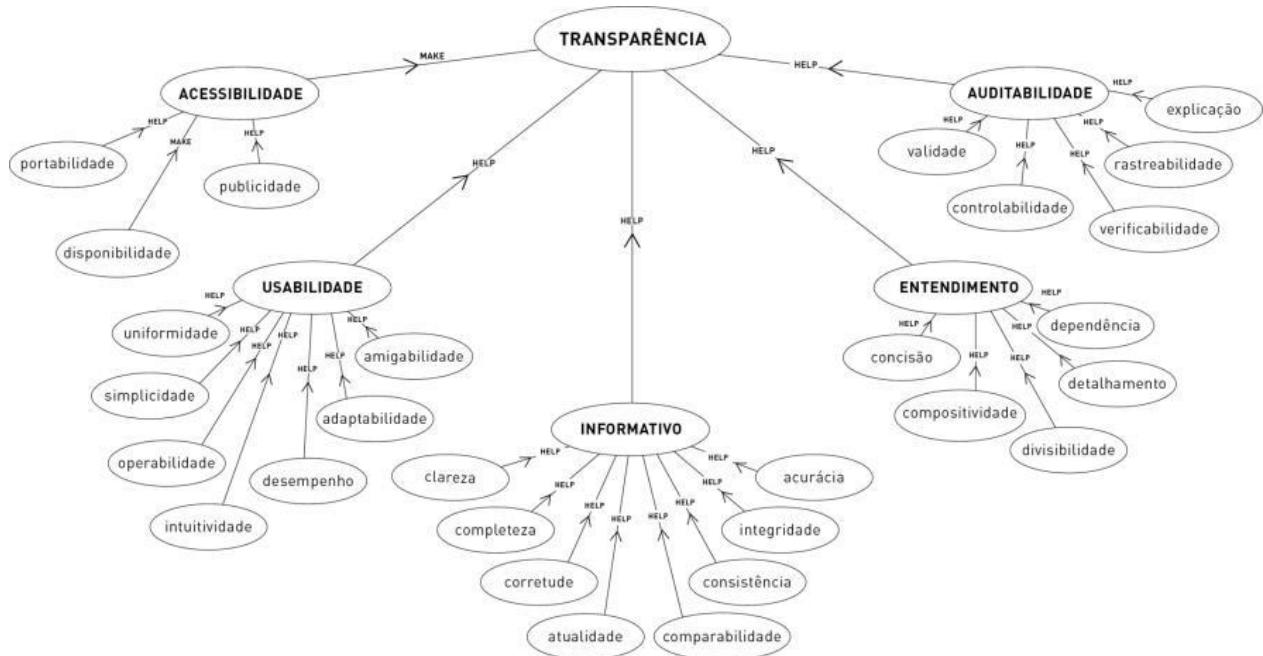 TRANSPARÊNCIA
MAKE
HELP
ACESSIBILIDADE
AUDITABILIDADE
HELP
explicação
HELP
MAKE
HELP
HELP
HELP
HELP
HELP
HELP
portabilidade
publicidade
validade
rastreabilidade
controlabilidade
verificabilidade
disponibilidade
HELP
HELP
HELP
USABILIDADE
ENTENDIMENTO
HELP
HELP
uniformidade
HELP
HELP
HELP
HELP
HELP
HELP
amigabilidade
HELP
concisão
HELP
HELP
HELP
dependência
simplicidade
adaptabilidade
compositividade
detalhamento
operabilidade
desempenho
INFORMATIVO
divisibilidade
intuitividade
clareza
HELP
HELP
acurácia
completeza
HELP
HELP
HELP
HELP
HELP
HELP
integridade
corretude
consistência
atualidade
comparabilidade